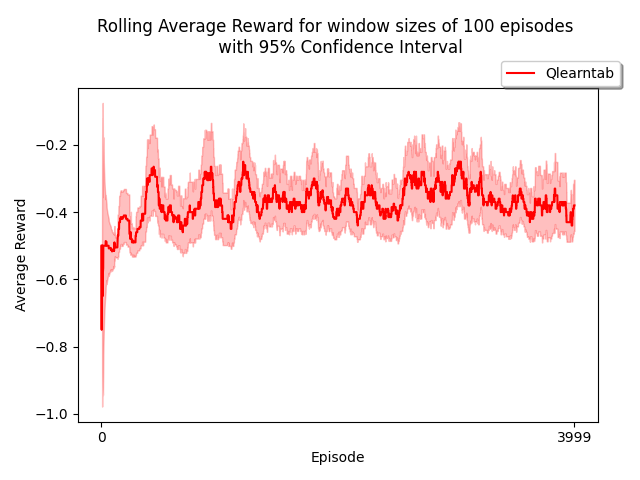 Rolling Average Reward for window sizes of 100 episodes
with 95% Confidence Interval
Qlearntab
−0.2
−0.4
−0.6
−0.8
−1.0
Average Reward
0
3999
Episode